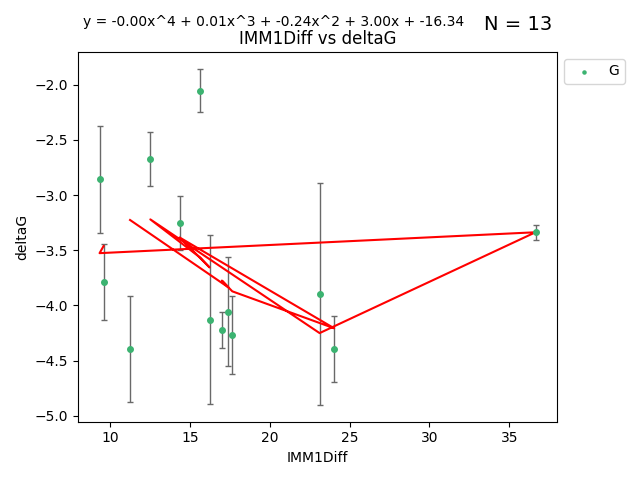 y = -0.00x^4 + 0.01x^3 + -0.24x^2 + 3.00x + -16.34
N = 13
IMM1Diff vs deltaG
G
−2.0
−2.5
−3.0
−3.5
−4.0
−4.5
−5.0
deltaG
10 15 20 25 30 35
IMM1Diff